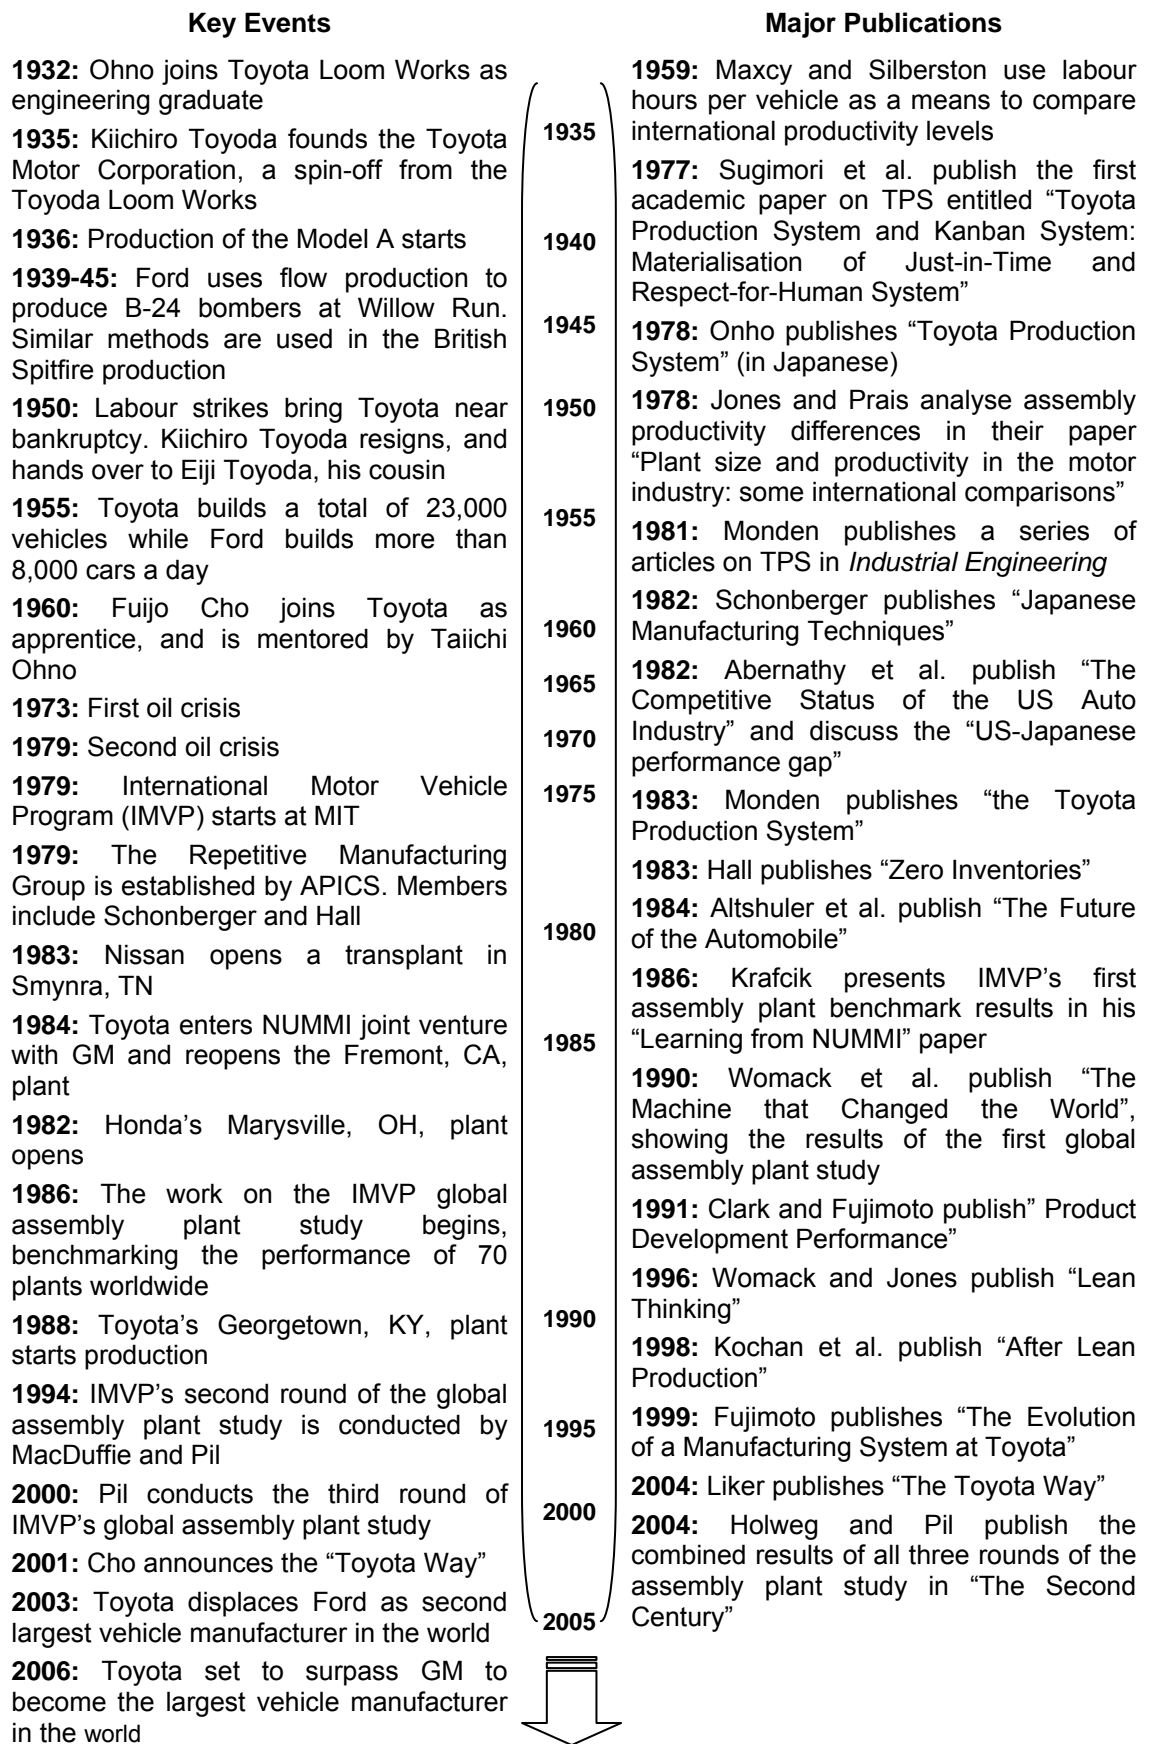 Key Events
1932: Ohno joins Toyota Loom Works as
engineering graduate
1935: Kiichiro Toyoda founds the Toyota
Motor Corporation, a spin-off from the
Toyoda Loom Works
1936: Production of the Model A starts
1939-45: Ford uses flow production to
produce B-24 bombers at Willow Run.
Similar methods are used in the British
Spitfire production
1950: Labour strikes bring Toyota near
bankruptcy. Kiichiro Toyoda resigns, and
hands over to Eiji Toyoda, his cousin
1955: Toyota builds a total of 23,000
vehicles while Ford builds more than
8,000 cars a day
1960: Fuijo Cho joins Toyota as
apprentice, and is mentored by Taiichi
Ohno
1973: First oil crisis
1979: Second oil crisis
1979: International Motor Vehicle
Program (IMVP) starts at MIT
1979: The Repetitive Manufacturing
Group is established by APICS. Members
include Schonberger and Hall
1983: Nissan opens a transplant in
Smynra, TN
1984: Toyota enters NUMMI joint venture
with GM and reopens the Fremont, CA,
plant
1982: Honda’s Marysville, OH, plant
opens
1986: The work on the IMVP global
assembly plant study begins,
benchmarking the performance of 70
plants worldwide
1988: Toyota’s Georgetown, KY, plant
starts production
1994: IMVP’s second round of the global
assembly plant study is conducted by
MacDuffie and Pil
2000: Pil conducts the third round of
IMVP’s global assembly plant study
2001: Cho announces the “Toyota Way”
2003: Toyota displaces Ford as second
largest vehicle manufacturer in the world
2006: Toyota set to surpass GM to
become the largest vehicle manufacturer
in the world
1935
1940
1945
1950
1955
1960
1965
1970
1975
1980
1985
1990
1995
2000
2005
Major Publications
1959: Maxcy and Silberston use labour
hours per vehicle as a means to compare
international productivity levels
1977: Sugimori et al. publish the first
academic paper on TPS entitled “Toyota
Production System and Kanban System:
Materialisation of Just-in-Time and
Respect-for-Human System”
1978: Onho publishes “Toyota Production
System” (in Japanese)
1978: Jones and Prais analyse assembly
productivity differences in their paper
“Plant size and productivity in the motor
industry: some international comparisons”
1981: Monden publishes a series of
articles on TPS in Industrial Engineering
1982: Schonberger publishes “Japanese
Manufacturing Techniques”
1982: Abernathy et al. publish “The
Competitive Status of the US Auto
Industry” and discuss the “US-Japanese
performance gap”
1983: Monden publishes “the Toyota
Production System”
1983: Hall publishes “Zero Inventories”
1984: Altshuler et al. publish “The Future
of the Automobile”
1986: Krafcik presents IMVP’s first
assembly plant benchmark results in his
“Learning from NUMMI” paper
1990: Womack et al. publish “The
Machine that Changed the World”,
showing the results of the first global
assembly plant study
1991: Clark and Fujimoto publish” Product
Development Performance”
1996: Womack and Jones publish “Lean
Thinking”
1998: Kochan et al. publish “After Lean
Production”
1999: Fujimoto publishes “The Evolution
of a Manufacturing System at Toyota”
2004: Liker publishes “The Toyota Way”
2004: Holweg and Pil publish the
combined results of all three rounds of the
assembly plant study in “The Second
Century”